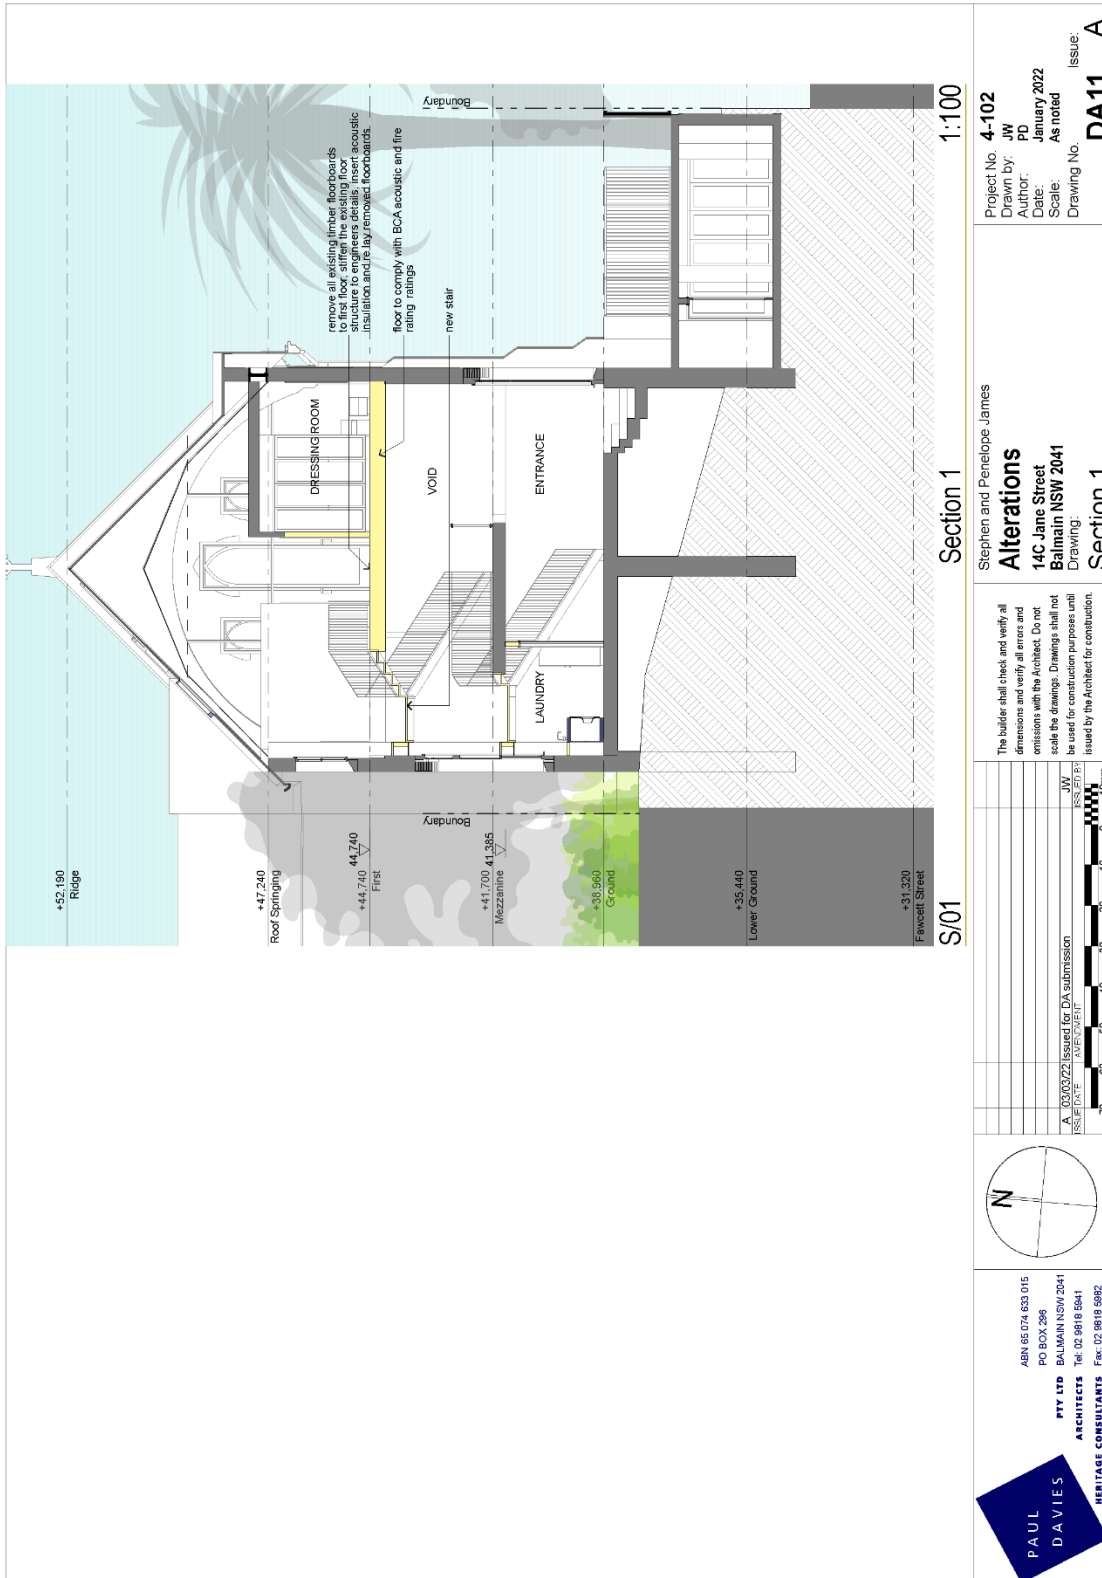 +52,190
Ridge
+47,240
Roof Springing
+44,740
First
44,740
+41,700
Mezzanine
41,385
+38,960
Ground
+35,440
Lower Ground
+31,320
Fawcett Street
Boundary
Boundary
remove all existing timber floorboards
to first floor, stiffen the existing floor
structure to engineers details, insert acoustic
insulation and re lay removed floorboards.
floor to comply with BCA acoustic and fire
rating ratings
new stair
DRESSING ROOM
VOID
ENTRANCE
LAUNDRY
S/01
Section 1
1:100
PAUL
DAVIES
PTY LTD
ARCHITECTS
HERITAGE CONSULTANTS
ABN 65 074 633 015
PO BOX 296
BALMAIN NSW 2041
Tel: 02 9818 5941
Fax: 02 9818 5982
N
A 03/03/22 Issued for DA submission JW
ISSUE DATE AMENDMENT ISSUED BY
The builder shall check and verify all
dimensions and verify all errors and
omissions with the Architect. Do not
scale the drawings. Drawings shall not
be used for construction purposes until
issued by the Architect for construction.
Stephen and Penelope James
Alterations
14C Jane Street
Balmain NSW 2041
Drawing:
Section 1
Project No. 4-102
Drawn by: JW
Author: PD
Date: January 2022
Scale: As noted
Drawing No. Issue:
DA11 A